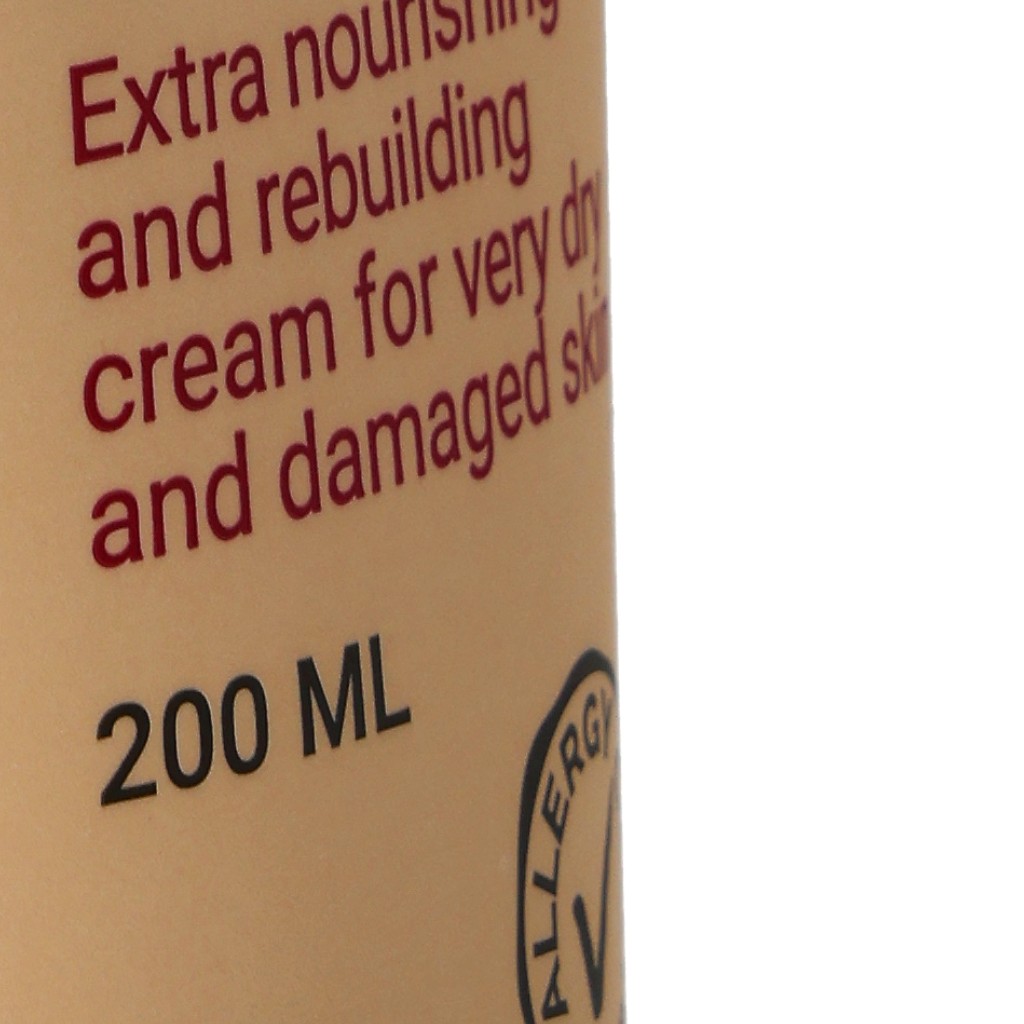 Extra nourishing
and rebuilding
cream for very dry
and damaged skin
200 ML
ALLERGY